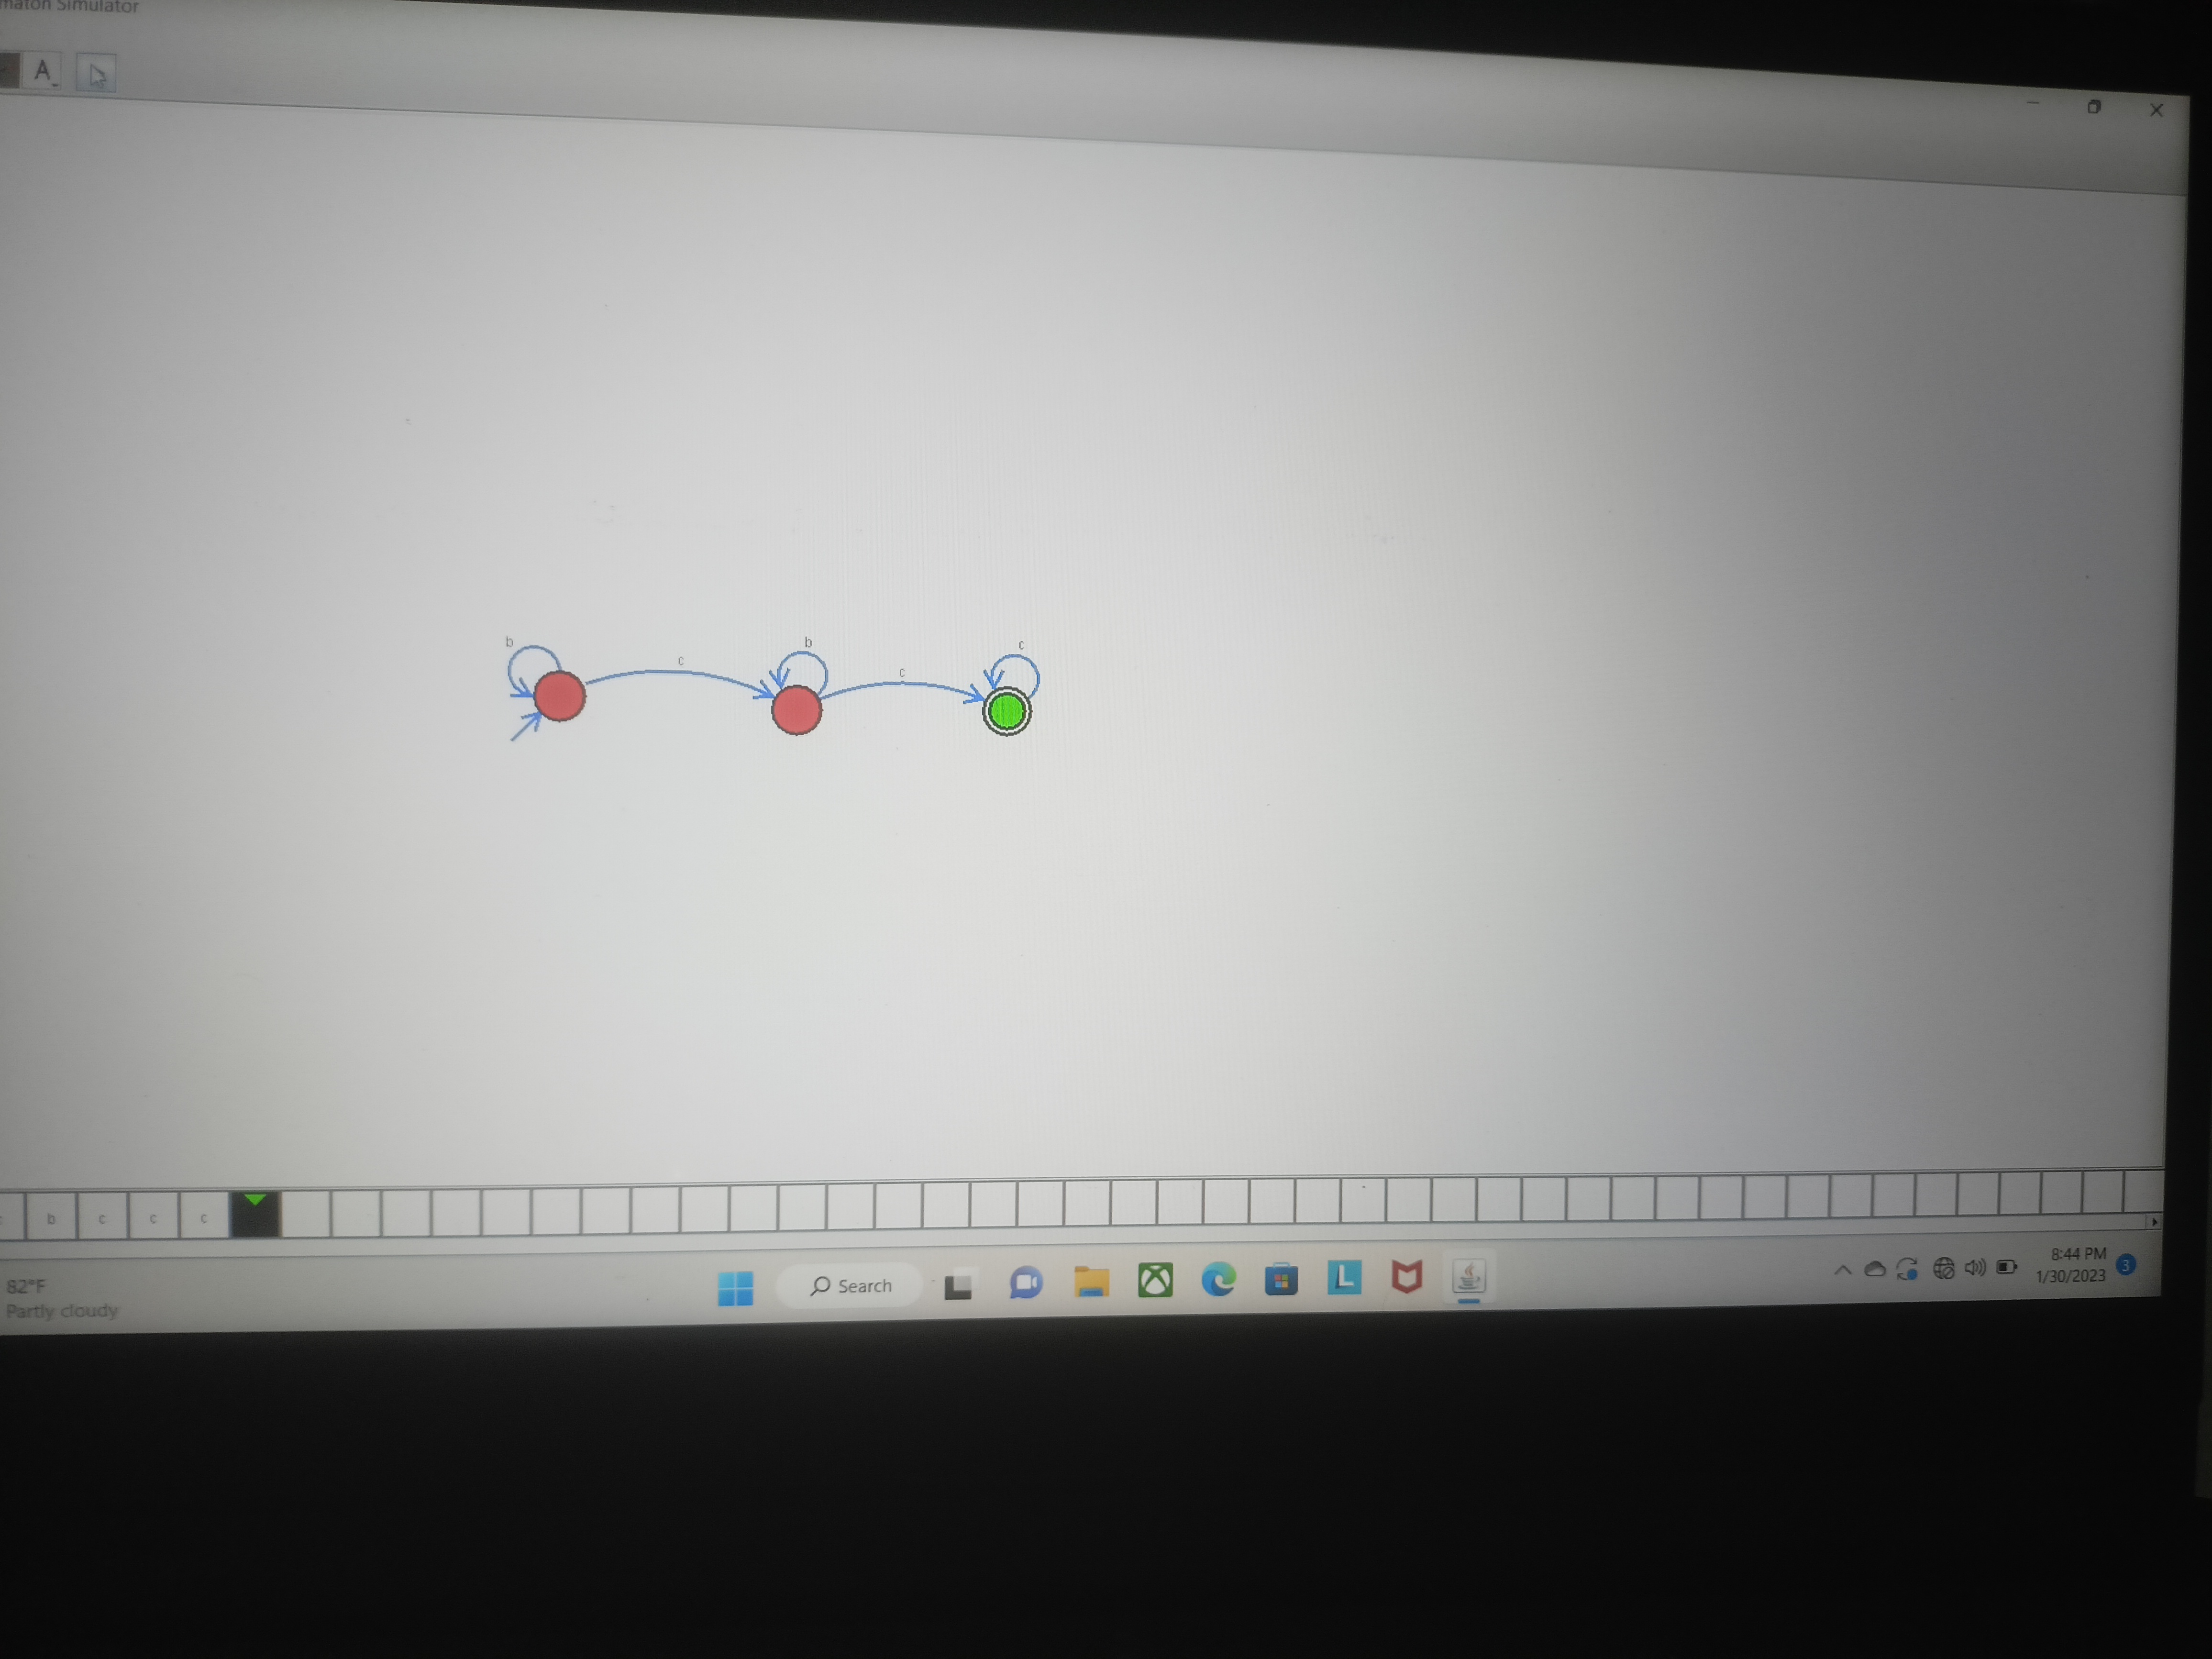 maton Simulator
A
b
c
b
c
c
b c c c
82°F
Partly cloudy
Search
L
8:44 PM
1/30/2023
3